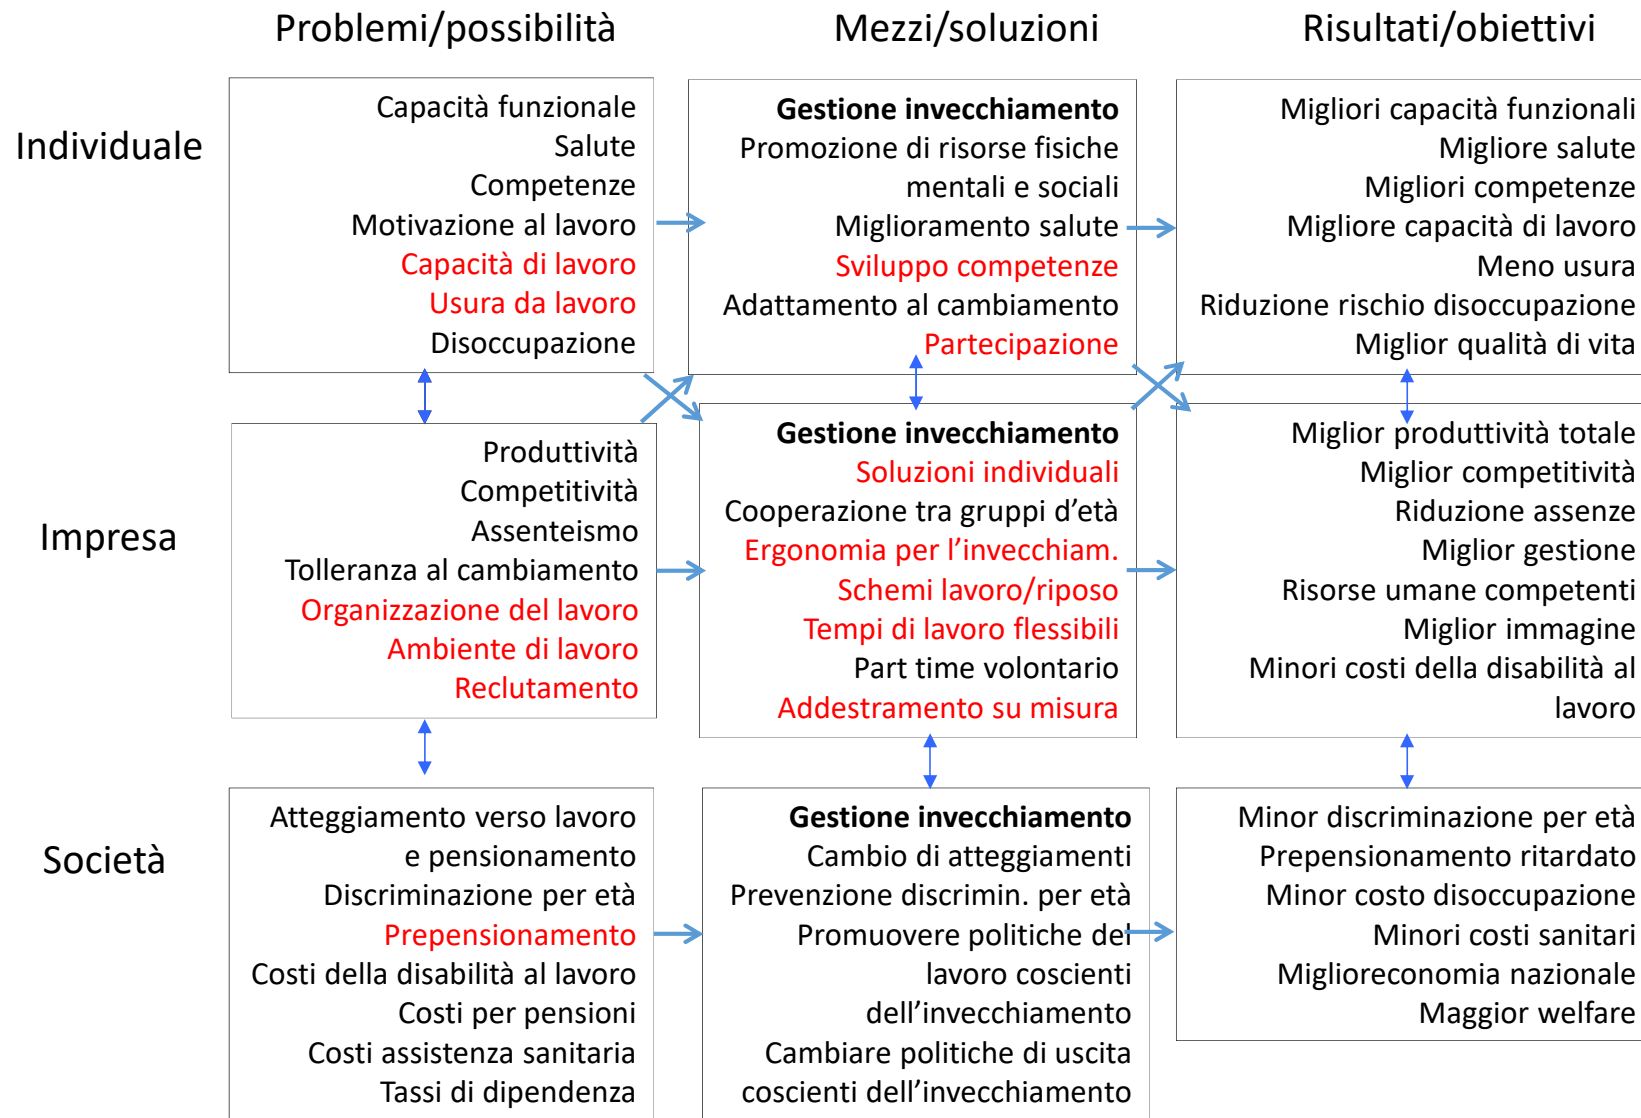 Problemi/possibilità
Mezzi/soluzioni
Risultati/obiettivi
Individuale
Capacità funzionale
Salute
Competenze
Motivazione al lavoro
Capacità di lavoro
Usura da lavoro
Disoccupazione
Gestione invecchiamento
Promozione di risorse fisiche
mentali e sociali
Miglioramento salute
Sviluppo competenze
Adattamento al cambiamento
Partecipazione
Migliori capacità funzionali
Migliore salute
Migliori competenze
Migliore capacità di lavoro
Meno usura
Riduzione rischio disoccupazione
Miglior qualità di vita
Impresa
Produttività
Competitività
Assenteismo
Tolleranza al cambiamento
Organizzazione del lavoro
Ambiente di lavoro
Reclutamento
Gestione invecchiamento
Soluzioni individuali
Cooperazione tra gruppi d’età
Ergonomia per l’invecchiam.
Schemi lavoro/riposo
Tempi di lavoro flessibili
Part time volontario
Addestramento su misura
Miglior produttività totale
Miglior competitività
Riduzione assenze
Miglior gestione
Risorse umane competenti
Miglior immagine
Minori costi della disabilità al
lavoro
Società
Atteggiamento verso lavoro
e pensionamento
Discriminazione per età
Prepensionamento
Costi della disabilità al lavoro
Costi per pensioni
Costi assistenza sanitaria
Tassi di dipendenza
Gestione invecchiamento
Cambio di atteggiamenti
Prevenzione discrimin. per età
Promuovere politiche del
lavoro coscienti
dell’invecchiamento
Cambiare politiche di uscita
coscienti dell’invecchiamento
Minor discriminazione per età
Prepensionamento ritardato
Minor costo disoccupazione
Minori costi sanitari
Miglioreconomia nazionale
Maggior welfare